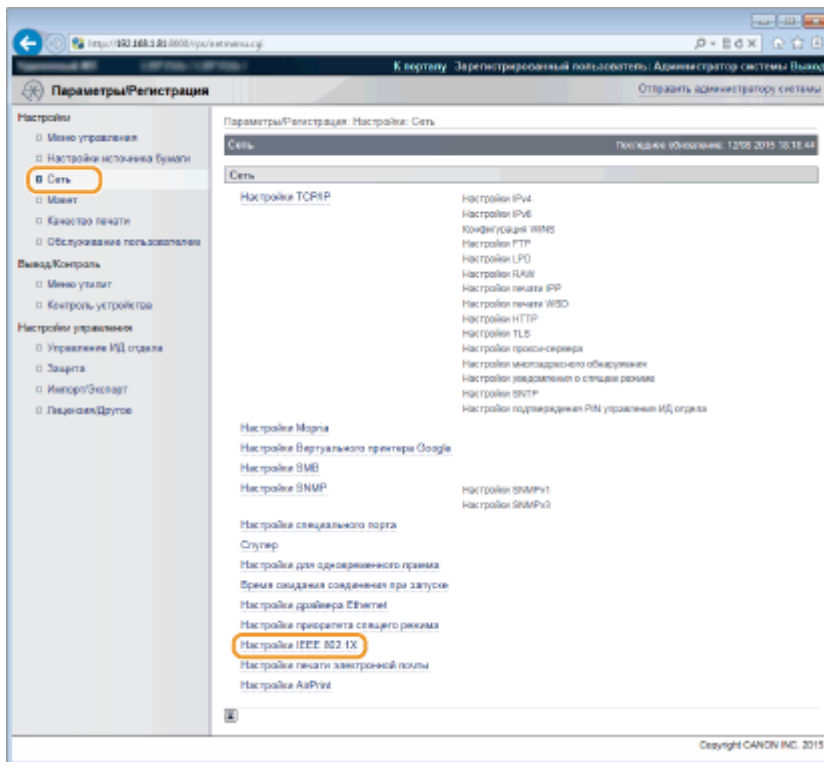 К порталу Зарегистрированный пользователь: Администратор системы Выход
Параметры/Регистрация
Отправить администратору системы
Настройки
Меню управления
Настройки источника бумаги
Сеть
Макет
Качество печати
Обслуживание пользователем
Вывод/Контроль
Меню утилит
Контроль устройства
Настройки управления
Управление ИД отдела
Защита
Импорт/Экспорт
Лицензия/Другое
Параметры/Регистрация: Настройки: Сеть
Сеть
Последнее обновление: 12/08 2015 18:18:44
Сеть
Настройки TCP/IP
Настройки IPv4
Настройки IPv6
Конфигурация WINS
Настройки FTP
Настройки LPD
Настройки RAW
Настройки печати IPP
Настройки печати WSD
Настройки HTTP
Настройки TLS
Настройки прокси-сервера
Настройки многоадресного обнаружения
Настройки уведомления о спящем режиме
Настройки SNTP
Настройки подтверждения PIN управления ИД отдела
Настройки Mopria
Настройки Виртуального принтера Google
Настройки SMB
Настройки SNMP
Настройки SNMPv1
Настройки SNMPv3
Настройки специального порта
Спулер
Настройки для одновременного приема
Время ожидания соединения при запуске
Настройки драйвера Ethernet
Настройки приоритета спящего режима
Настройки IEEE 802.1X
Настройки печати электронной почты
Настройки AirPrint
Copyright CANON INC. 2015